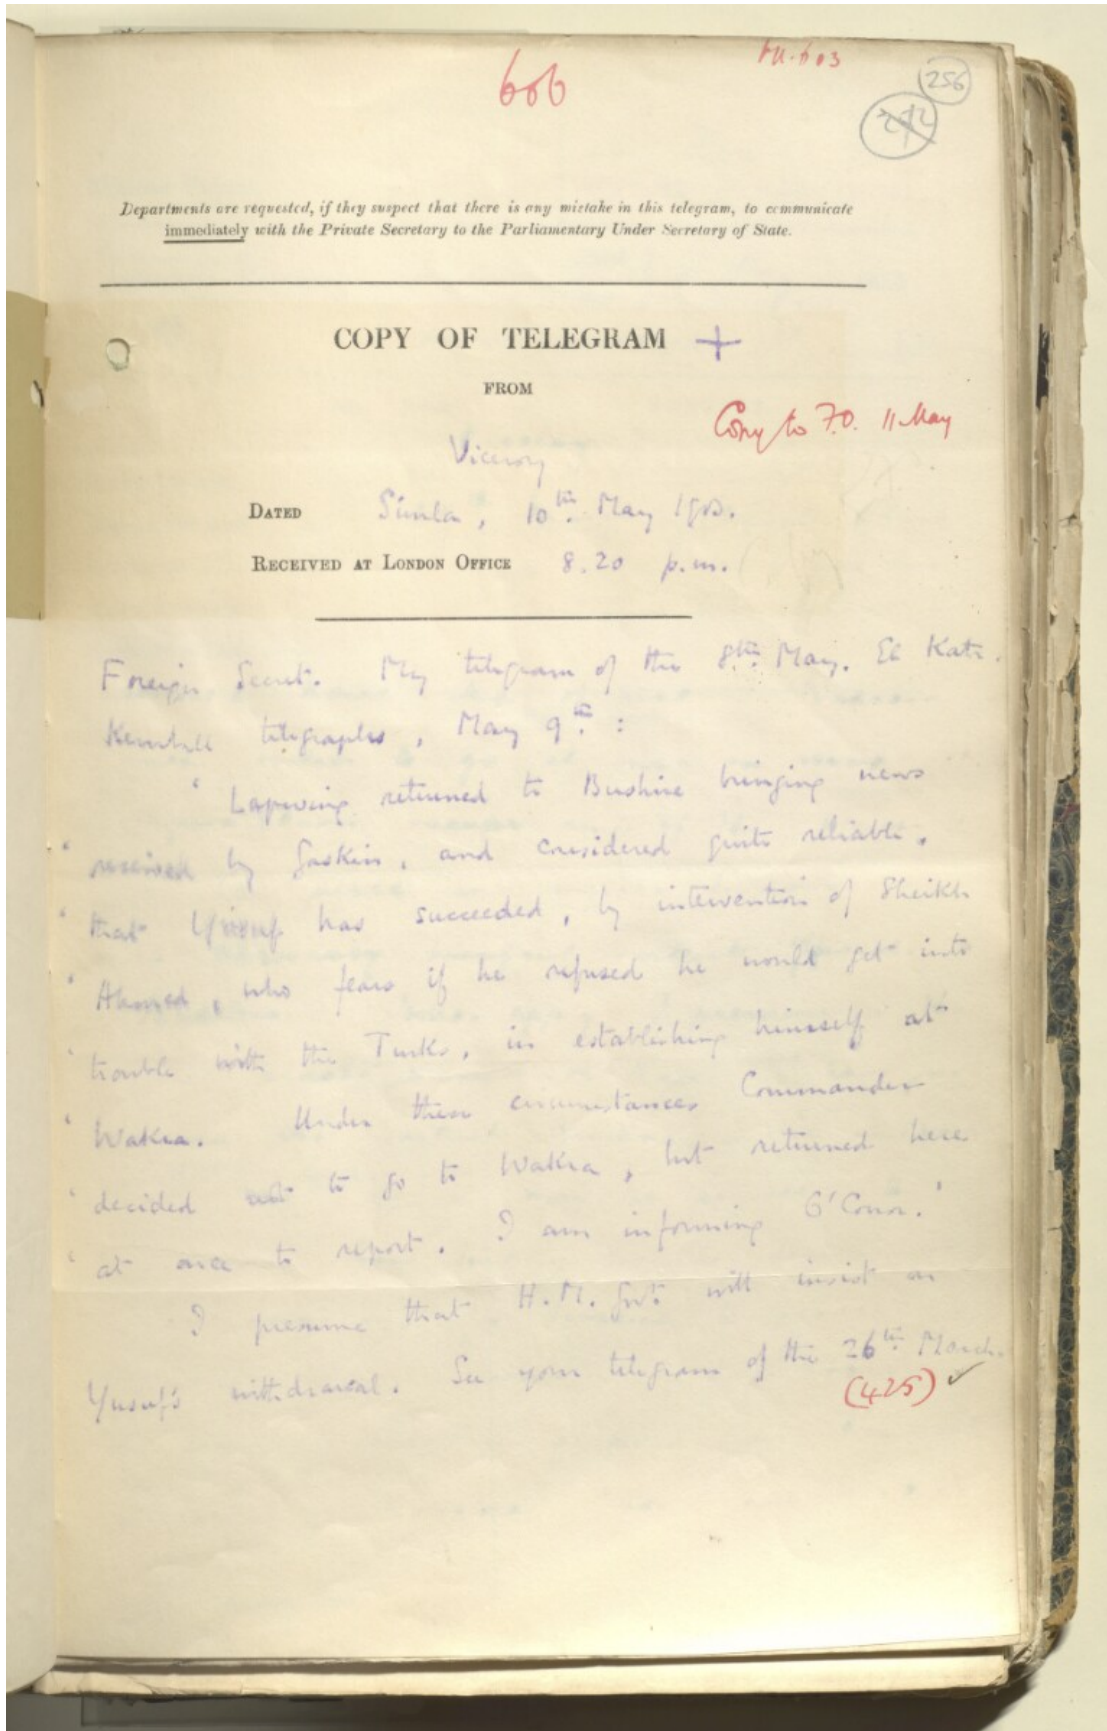 606
256
272
Departments are requested, if they suspect that there is any mistake in this telegram, to communicate
immediately with the Private Secretary to the Parliamentary Under Secretary of State.
COPY OF TELEGRAM +
FROM
Copy to F.O. 11 May
Viceroy
DATED Simla, 10th. May 1903.
RECEIVED AT LONDON OFFICE 8.20 p.m.
Foreign Secret. My telegram of the 8th. May. El Katr.
Kemball telegraphs, May 9th.:
' Lapwing returned to Bushire bringing news
' received by Gaskin, and considered quite reliable,
' that Yusuf has succeeded, by intervention of Sheikh
' Ahmed, who fears if he refused he would get into
' trouble with the Turks, in establishing himself at
' Wakra. Under these circumstances Commander
' decided not to go to Wakra, but returned here
' at once to report. I am informing O'Conor.'
I presume that H.M. Govt. will insist on
Yusuf's withdrawal. See your telegram of the 26th. March.
(425) ✓